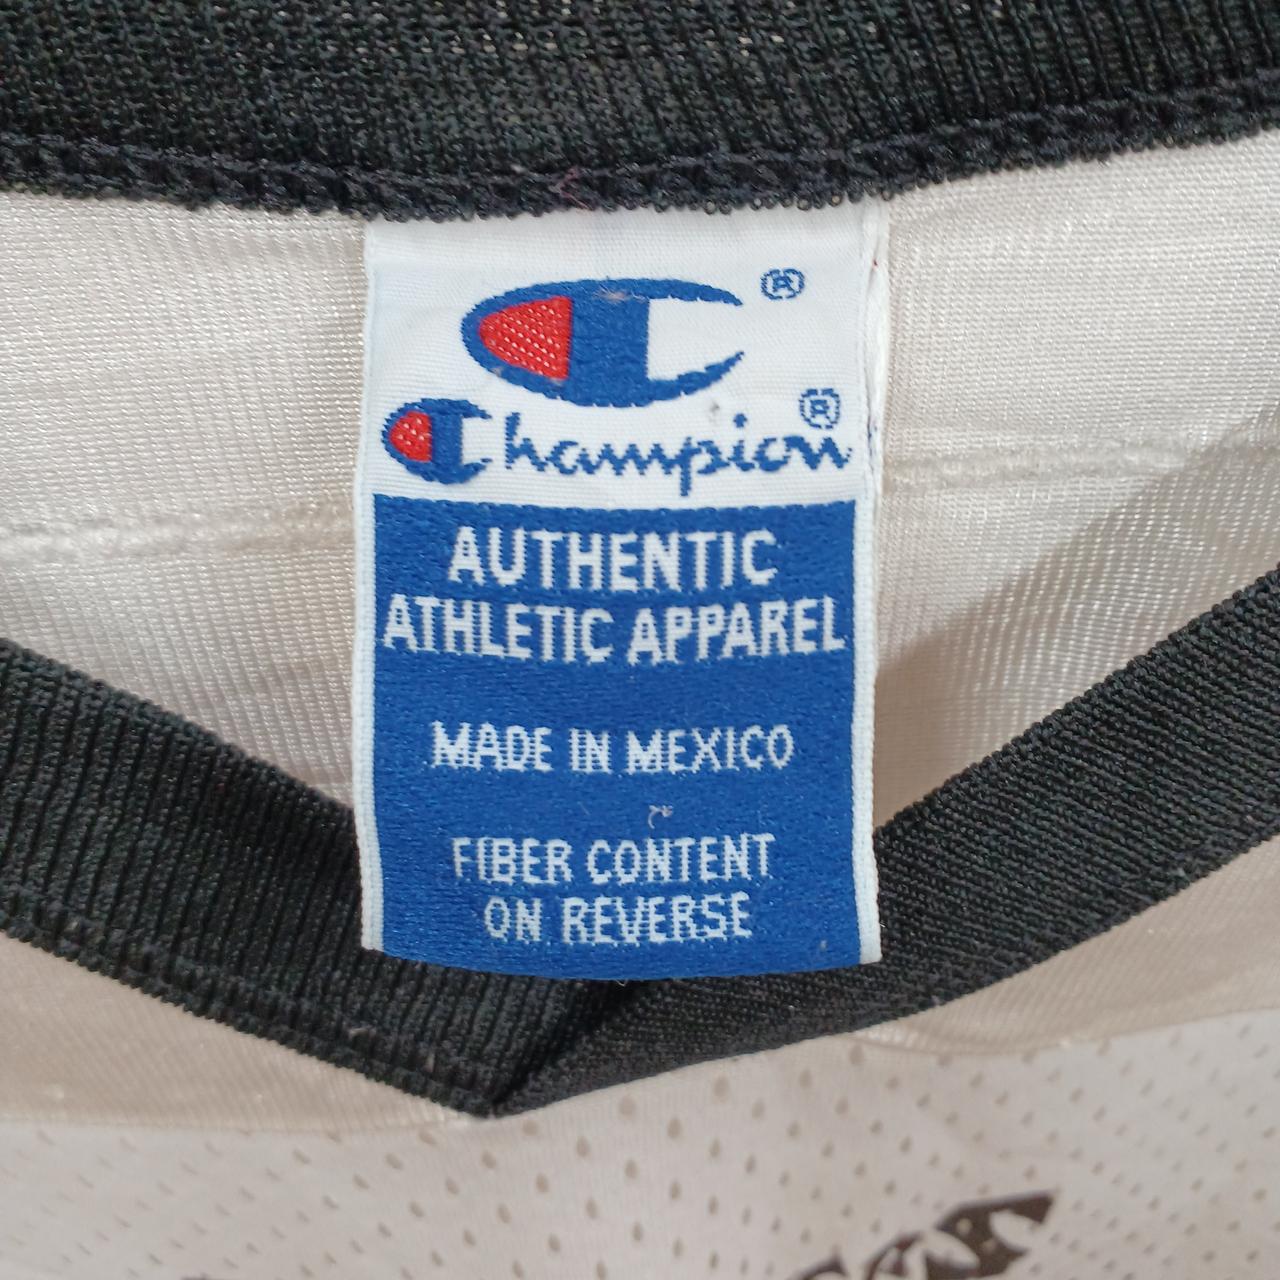 ®
Champion®
AUTHENTIC
ATHLETIC APPAREL
MADE IN MEXICO
FIBER CONTENT
ON REVERSE